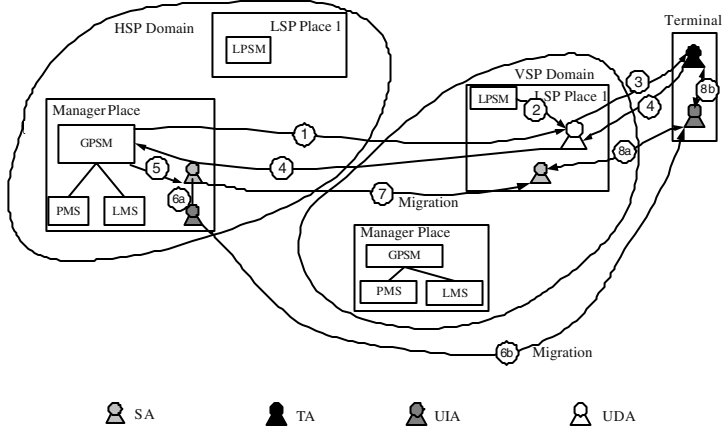 Terminal
HSP Domain
LSP Place 1
LPSM
VSP Domain
LPSM
LSP Place 1
3
8b
2
4
Manager Place
GPSM
1
5
4
8a
6a
7
Migration
PMS
LMS
Manager Place
GPSM
PMS
LMS
6b
Migration
SA
TA
UIA
UDA